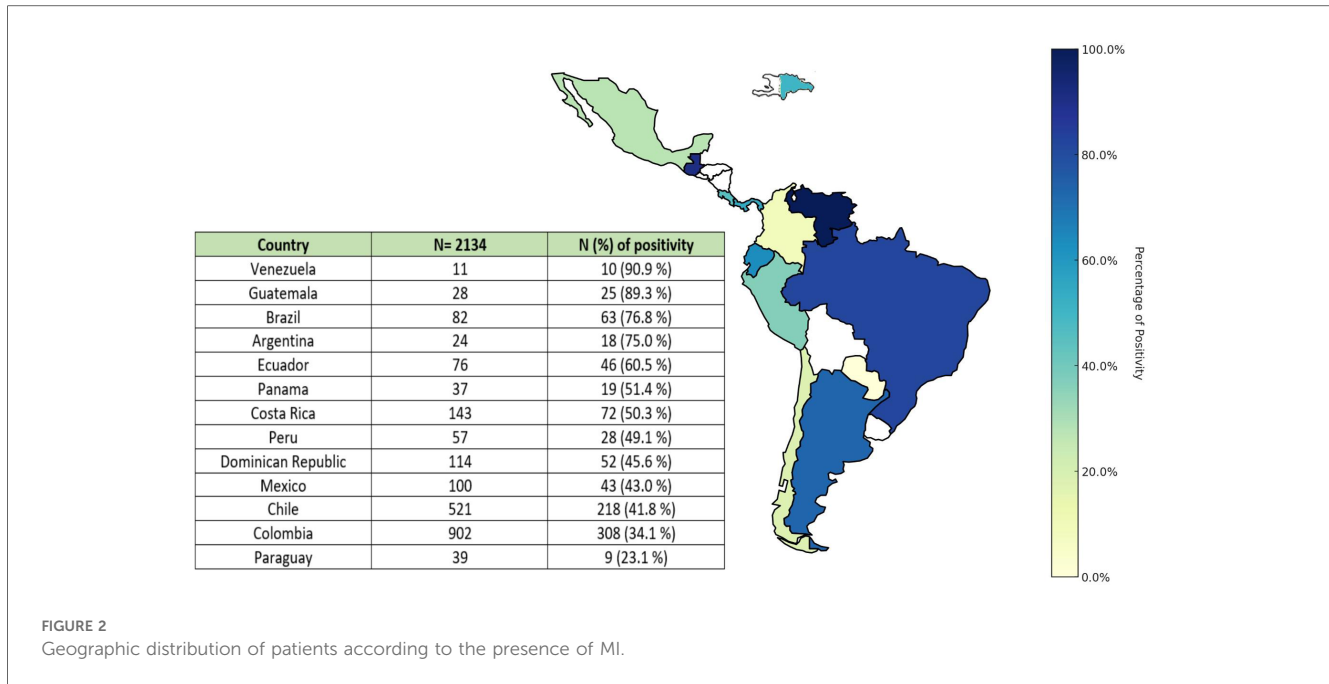 100.0%
80.0%
60.0%
40.0%
20.0%
0.0%
Percentage of Positivity
Country N= 2134 N (%) of positivity
Venezuela 11 10 (90.9 %)
Guatemala 28 25 (89.3 %)
Brazil 82 63 (76.8 %)
Argentina 24 18 (75.0 %)
Ecuador 76 46 (60.5 %)
Panama 37 19 (51.4 %)
Costa Rica 143 72 (50.3 %)
Peru 57 28 (49.1 %)
Dominican Republic 114 52 (45.6 %)
Mexico 100 43 (43.0 %)
Chile 521 218 (41.8 %)
Colombia 902 308 (34.1 %)
Paraguay 39 9 (23.1 %)
FIGURE 2
Geographic distribution of patients according to the presence of MI.